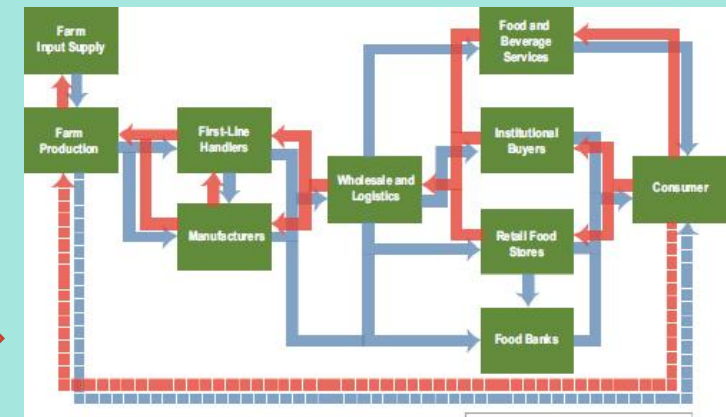 Farm
Input Supply
Farm
Production
First-Line
Handlers
Manufacturers
Wholesale and
Logistics
Food and
Beverage
Services
Institutional
Buyers
Retail Food
Stores
Food Banks
Consumer